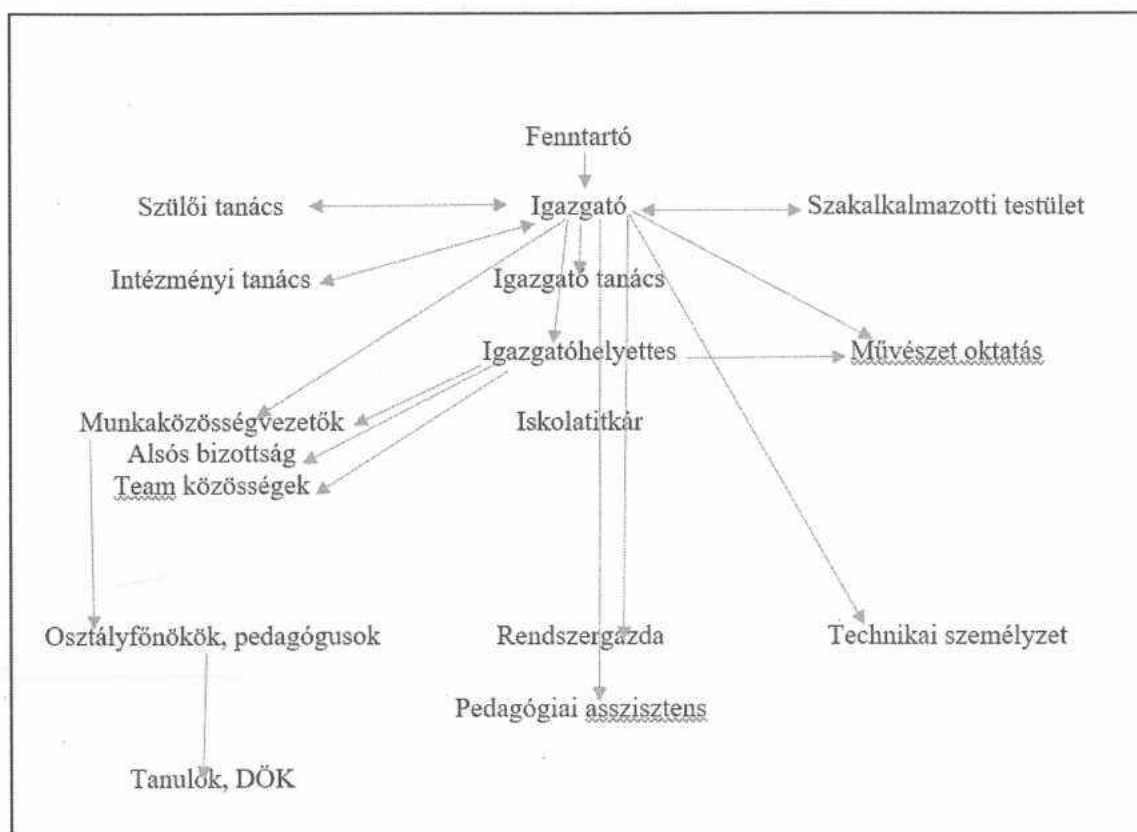 Fenntartó
Szülői tanács Igazgató Szakalkalmazotti testület
Intézményi tanács Igazgató tanács
Igazgatóhelyettes Művészet oktatás
Munkaközösségvezetők Iskolatitkár
Alsós bizottság
Team közösségek
Osztályfőnökök, pedagógusok Rendszergazda Technikai személyzet
Pedagógiai asszisztens
Tanulók, DÖK